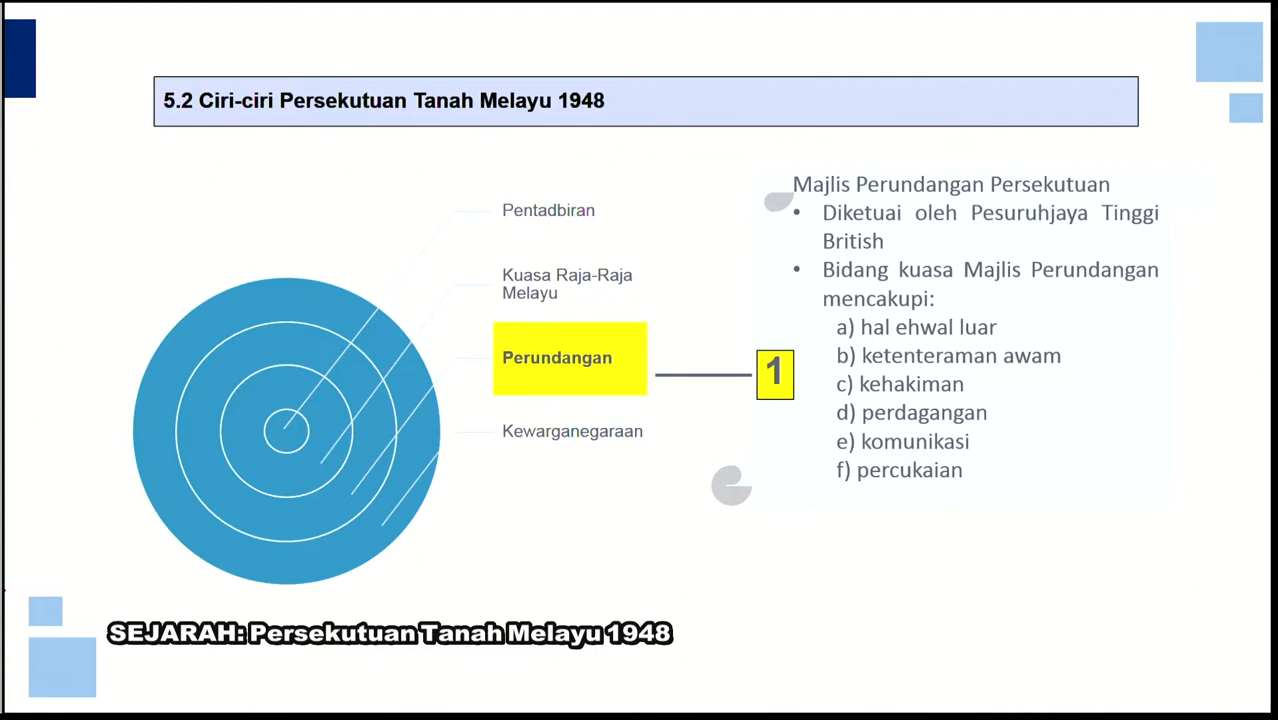 5.2 Ciri-ciri Persekutuan Tanah Melayu 1948
Pentadbiran
Kuasa Raja-Raja
Melayu
Perundangan
Kewarganegaraan
1
Majlis Perundangan Persekutuan
• Diketuai oleh Pesuruhjaya Tinggi
British
• Bidang kuasa Majlis Perundangan
mencakupi:
a) hal ehwal luar
b) ketenteraman awam
c) kehakiman
d) perdagangan
e) komunikasi
f) percukaian
SEJARAH: Persekutuan Tanah Melayu 1948